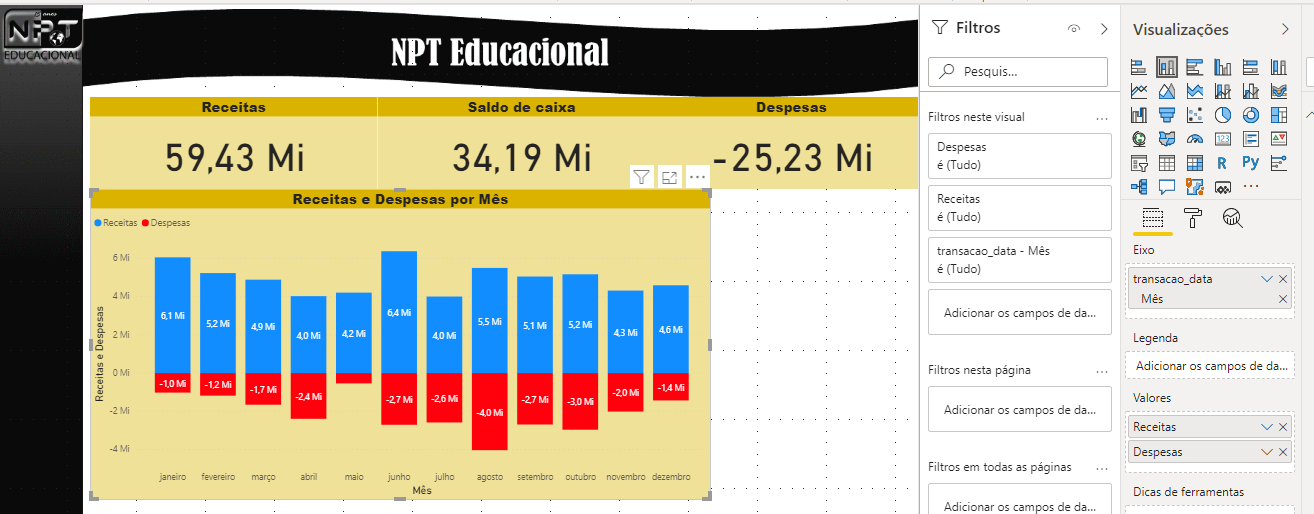 anos
NPT
EDUCACIONAL
NPT Educacional
Receitas
Saldo de caixa
Despesas
59,43 Mi
34,19 Mi
-25,23 Mi
Receitas e Despesas por Mês
Receitas
Despesas
Receitas e Despesas
6 Mi
4 Mi
2 Mi
0 Mi
-2 Mi
-4 Mi
6,1 Mi
5,2 Mi
4,9 Mi
4,0 Mi
4,2 Mi
6,4 Mi
4,0 Mi
5,5 Mi
5,1 Mi
5,2 Mi
4,3 Mi
4,6 Mi
-1,0 Mi
-1,2 Mi
-1,7 Mi
-2,4 Mi
-2,7 Mi
-2,6 Mi
-4,0 Mi
-2,7 Mi
-3,0 Mi
-2,0 Mi
-1,4 Mi
janeiro
fevereiro
março
abril
maio
junho
julho
agosto
setembro
outubro
novembro
dezembro
Mês
Filtros
Pesquis...
Filtros neste visual
...
Despesas
é (Tudo)
Receitas
é (Tudo)
transacao_data - Mês
é (Tudo)
Adicionar os campos de da...
Filtros nesta página
...
Adicionar os campos de da...
Filtros em todas as páginas
...
Adicionar os campos de da...
Visualizações
R
Py
...
Eixo
transacao_data
Mês
Legenda
Adicionar os campos de da...
Valores
Receitas
Despesas
Dicas de ferramentas